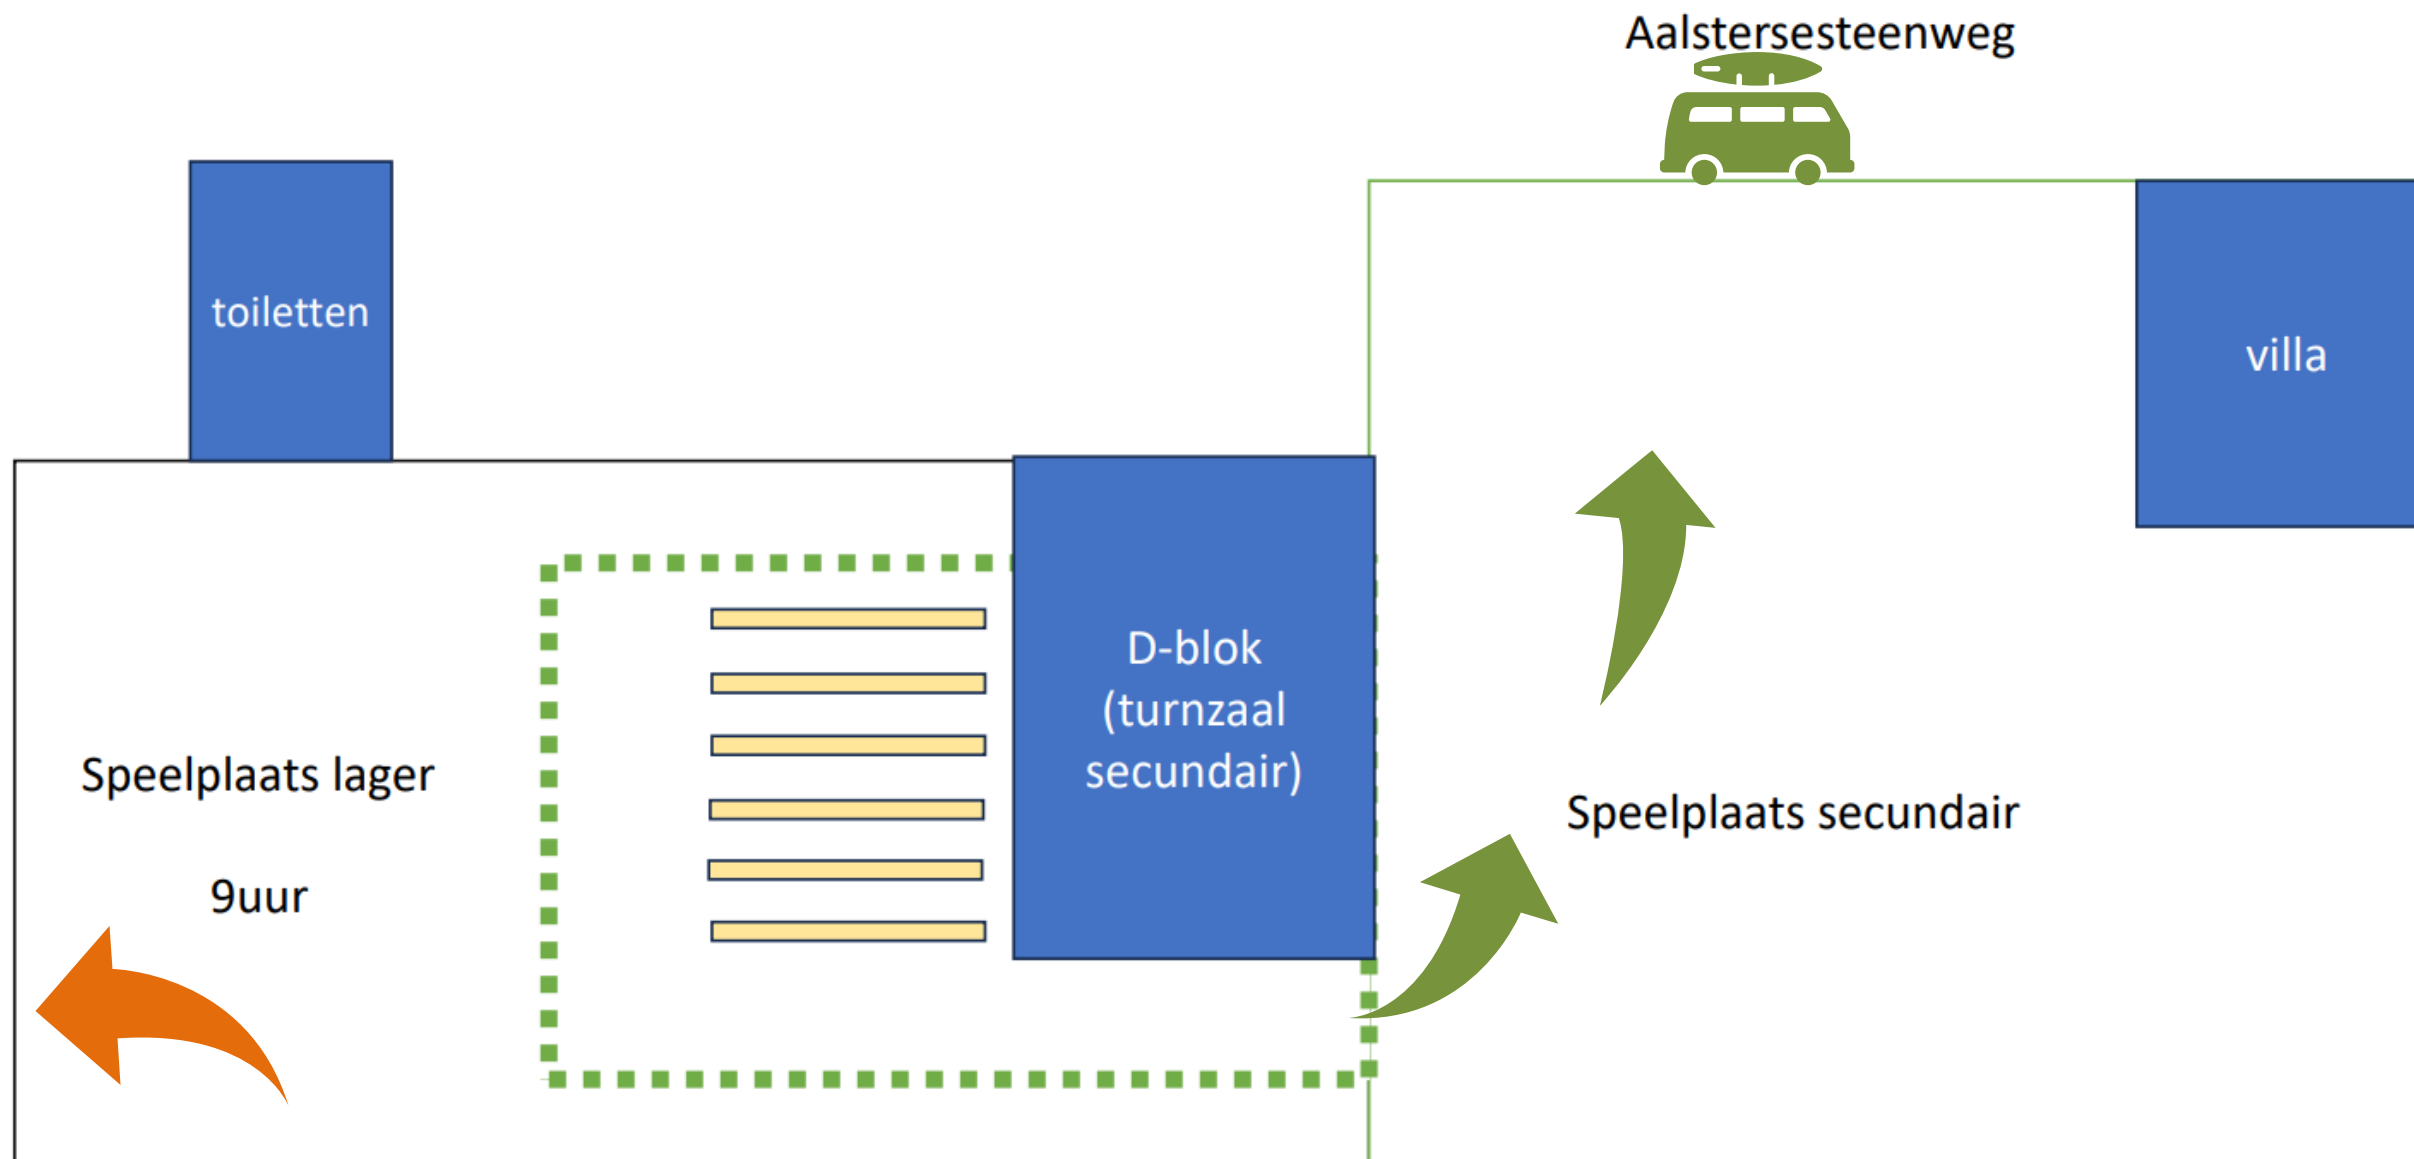 Aalstersesteenweg
toiletten
villa
D-blok
(turnzaal
secundair)
Speelplaats lager
9uur
Speelplaats secundair